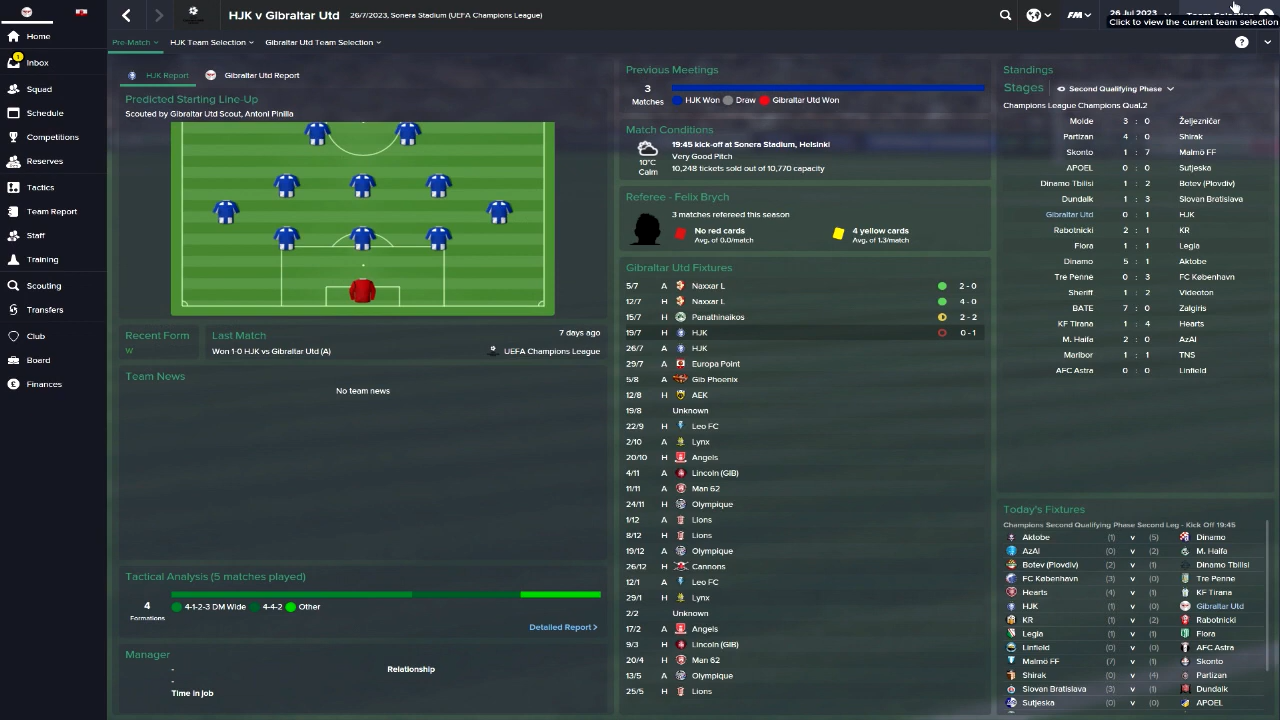 HJK v Gibraltar Utd
26/7/2023, Sonera Stadium (UEFA Champions League)
FM
26 Jul 2023
Click to view the current team selection
Pre-Match
HJK Team Selection
Gibraltar Utd Team Selection
?
Home
1
Inbox
Squad
Schedule
Competitions
Reserves
Tactics
Team Report
Staff
Training
Scouting
Transfers
Club
Board
Finances
HJK Report
Gibraltar Utd Report
Predicted Starting Line-Up
Scouted by Gibraltar Utd Scout, Antoni Pinilla
Recent Form
W
Last Match
7 days ago
Won 1-0 HJK vs Gibraltar Utd (A)
UEFA Champions League
Team News
No team news
Tactical Analysis (5 matches played)
4
Formations
4-1-2-3 DM Wide
4-4-2
Other
Detailed Report >
Manager
-
Relationship
-
Time in job
Previous Meetings
3
Matches
HJK Won
Draw
Gibraltar Utd Won
Match Conditions
10°C
Calm
19:45 kick-off at Sonera Stadium, Helsinki
Very Good Pitch
10,248 tickets sold out of 10,770 capacity
Referee - Felix Brych
3 matches refereed this season
No red cards
Avg. of 0.0/match
4 yellow cards
Avg. of 1.3/match
Gibraltar Utd Fixtures
5/7 A Naxxar L 2 - 0
12/7 H Naxxar L 4 - 0
15/7 H Panathinaikos 2 - 2
19/7 H HJK 0 - 1
26/7 A HJK
29/7 A Europa Point
5/8 A Gib Phoenix
12/8 H AEK
19/8 Unknown
22/9 H Leo FC
2/10 A Lynx
20/10 H Angels
4/11 A Lincoln (GIB)
11/11 A Man 62
24/11 H Olympique
1/12 A Lions
8/12 H Lions
19/12 A Olympique
26/12 H Cannons
12/1 A Leo FC
29/1 H Lynx
2/2 Unknown
17/2 A Angels
9/3 H Lincoln (GIB)
20/4 H Man 62
13/5 A Olympique
25/5 H Lions
Standings
Stages
Second Qualifying Phase
Champions League Champions Qual.2
Molde 3 : 0 Željezničar
Partizan 4 : 0 Shirak
Skonto 1 : 7 Malmö FF
APOEL 0 : 0 Sutjeska
Dinamo Tbilisi 1 : 2 Botev (Plovdiv)
Dundalk 1 : 3 Slovan Bratislava
Gibraltar Utd 0 : 1 HJK
Rabotnicki 2 : 1 KR
Flora 1 : 1 Legia
Dinamo 5 : 1 Aktobe
Tre Penne 0 : 3 FC København
Sheriff 1 : 2 Videoton
BATE 7 : 0 Zalgiris
KF Tirana 1 : 4 Hearts
M. Haifa 2 : 0 AzAl
Maribor 1 : 1 TNS
AFC Astra 0 : 0 Linfield
Today's Fixtures
Champions Second Qualifying Phase Second Leg - Kick Off 19:45
Aktobe (1) v (5) Dinamo
AzAl (0) v (2) M. Haifa
Botev (Plovdiv) (2) v (1) Dinamo Tbilisi
FC København (3) v (0) Tre Penne
Hearts (4) v (1) KF Tirana
HJK (1) v (0) Gibraltar Utd
KR (1) v (2) Rabotnicki
Legia (1) v (1) Flora
Linfield (0) v (0) AFC Astra
Malmö FF (7) v (1) Skonto
Shirak (0) v (4) Partizan
Slovan Bratislava (3) v (1) Dundalk
Sutjeska (0) v (0) APOEL